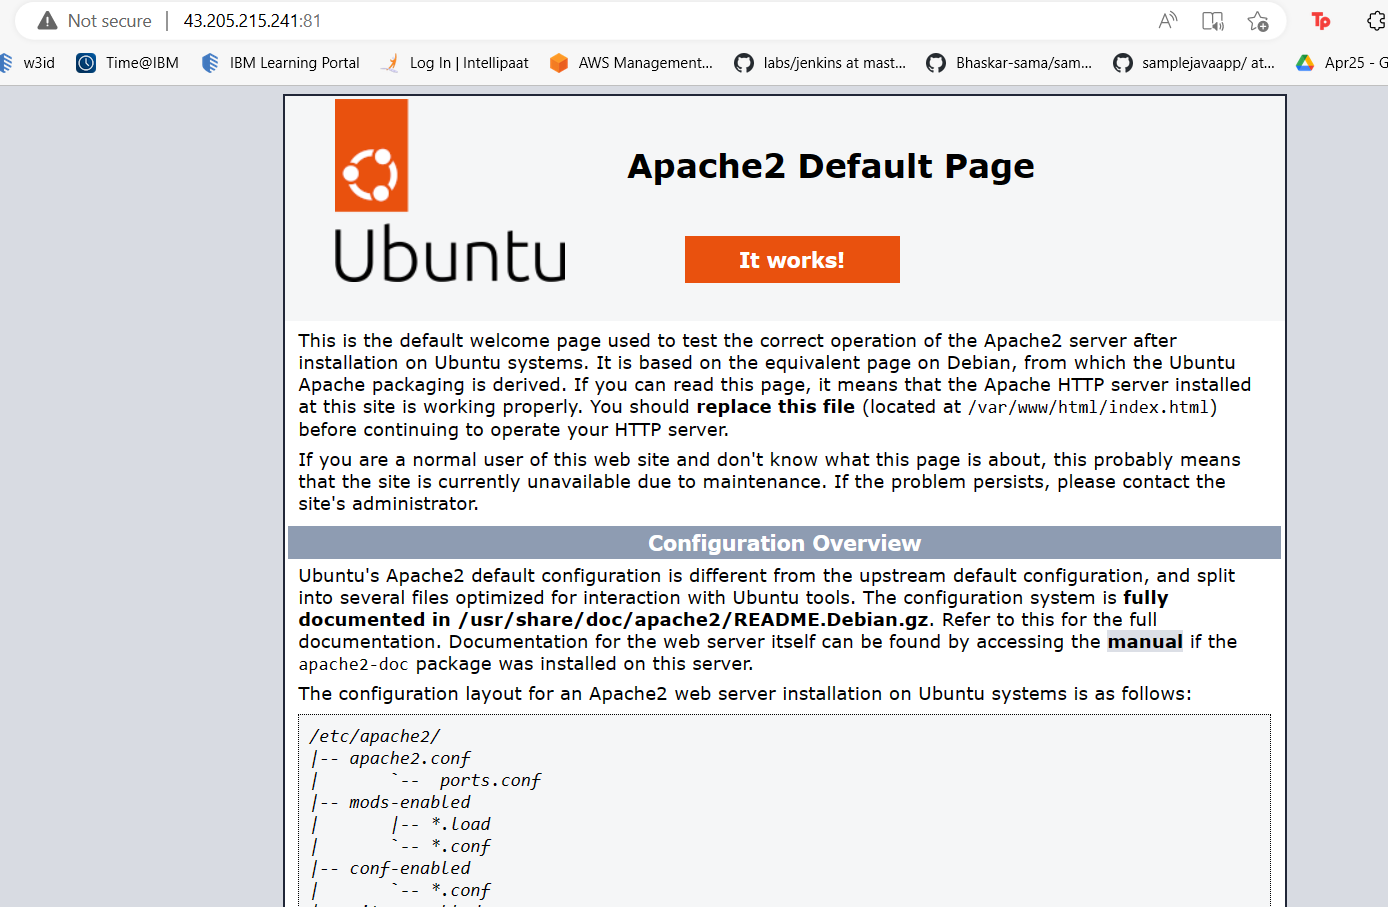 Not secure | 43.205.215.241:81
w3id Time@IBM IBM Learning Portal Log In | Intellipaat AWS Management... labs/jenkins at mast... Bhaskar-sama/sam... samplejavaapp/ at... Apr25 - G
Ubuntu
Apache2 Default Page
It works!
This is the default welcome page used to test the correct operation of the Apache2 server after
installation on Ubuntu systems. It is based on the equivalent page on Debian, from which the Ubuntu
Apache packaging is derived. If you can read this page, it means that the Apache HTTP server installed
at this site is working properly. You should replace this file (located at /var/www/html/index.html)
before continuing to operate your HTTP server.
If you are a normal user of this web site and don't know what this page is about, this probably means
that the site is currently unavailable due to maintenance. If the problem persists, please contact the
site's administrator.
Configuration Overview
Ubuntu's Apache2 default configuration is different from the upstream default configuration, and split
into several files optimized for interaction with Ubuntu tools. The configuration system is fully
documented in /usr/share/doc/apache2/README.Debian.gz. Refer to this for the full
documentation. Documentation for the web server itself can be found by accessing the manual if the
apache2-doc package was installed on this server.
The configuration layout for an Apache2 web server installation on Ubuntu systems is as follows:
/etc/apache2/
|-- apache2.conf
|       `--  ports.conf
|-- mods-enabled
|       |-- *.load
|       `-- *.conf
|-- conf-enabled
|       `-- *.conf